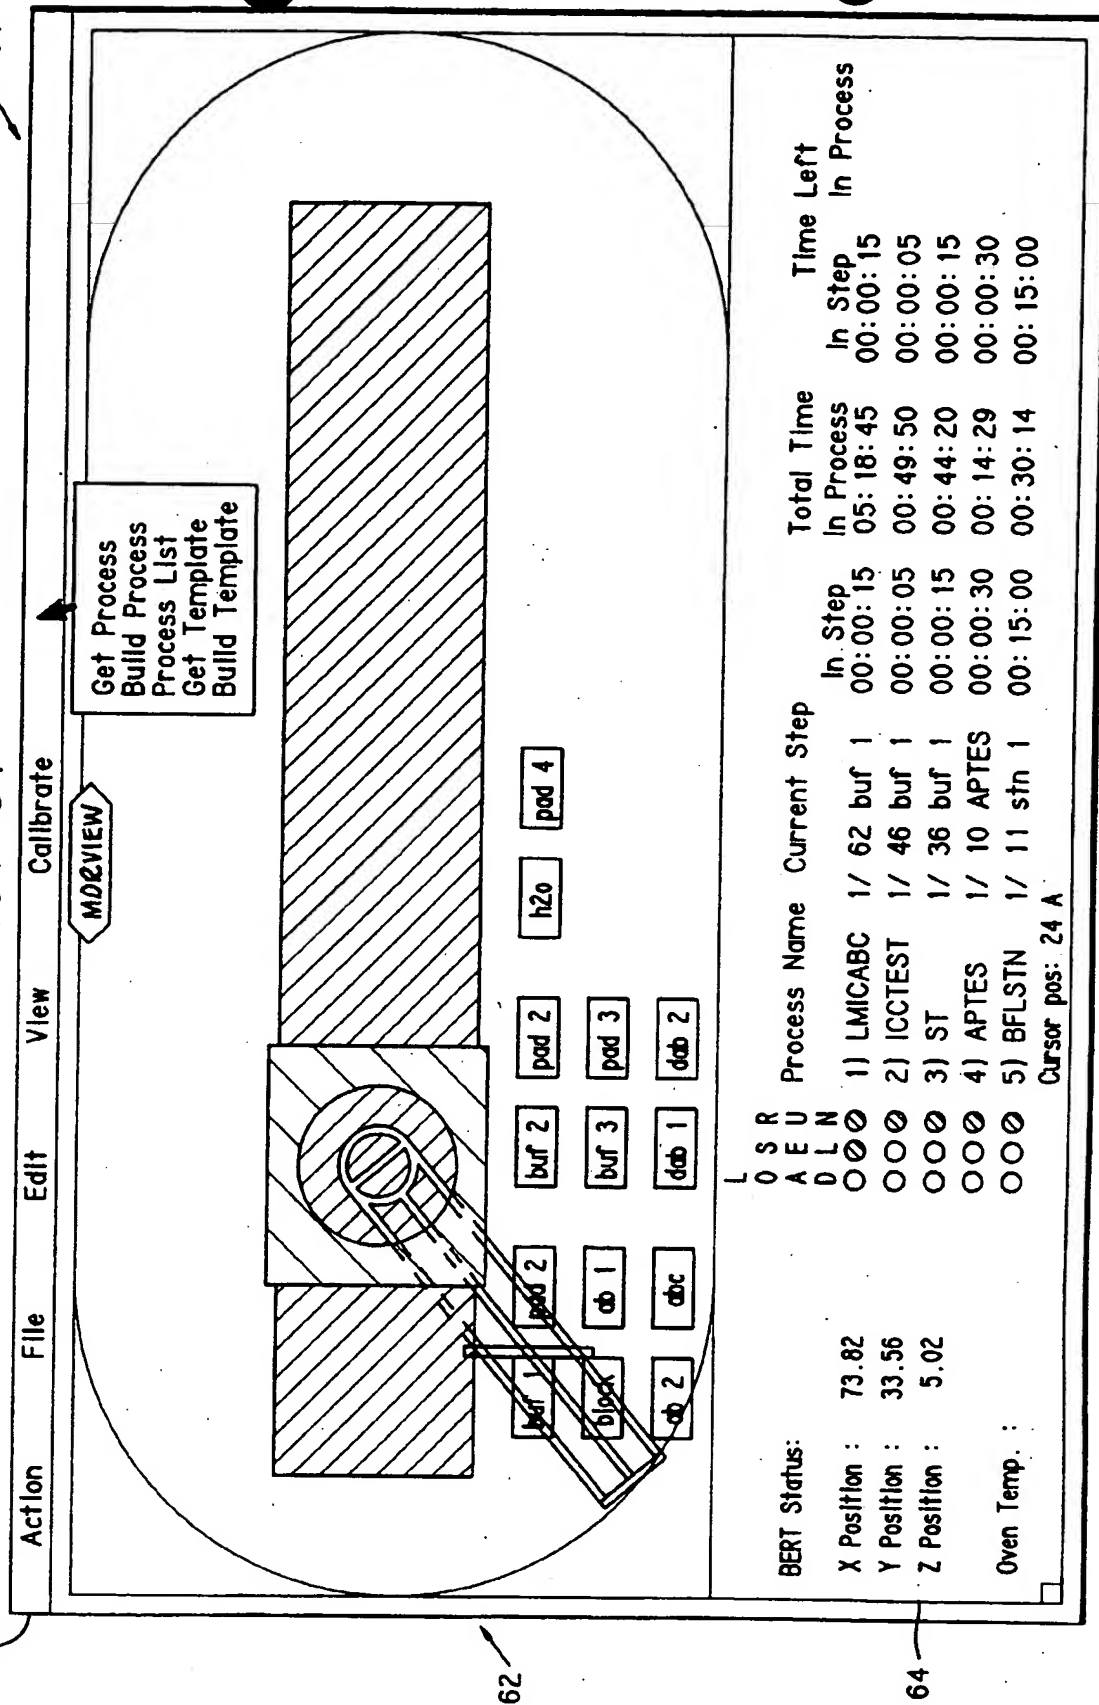 Action File Edit View Calibrate
MDRVIEW
Get Process
Build Process
Process List
Get Template
Build Template
buf 1 pad 2 buf 2 pad 2 h2o pad 4
block ab 1 buf 3 pad 3
ab 2 abc dab 1 dab 2
62
BERT Status:
X Position : 73.82
Y Position : 33.56
Z Position : 5.02
Oven Temp. :
L
O S R
A E U
D L N
Total Time Time Left
Process Name Current Step In Step In Process In Step In Process
1) LMICABC 1/ 62 buf 1 00:00:15 05:18:45 00:00:15
2) ICCTEST 1/ 46 buf 1 00:00:05 00:49:50 00:00:05
3) ST 1/ 36 buf 1 00:00:15 00:44:20 00:00:15
4) APTES 1/ 10 APTES 00:00:30 00:14:29 00:00:30
5) BFLSTN 1/ 11 stn 1 00:15:00 00:30:14 00:15:00
Cursor pos: 24 A
64